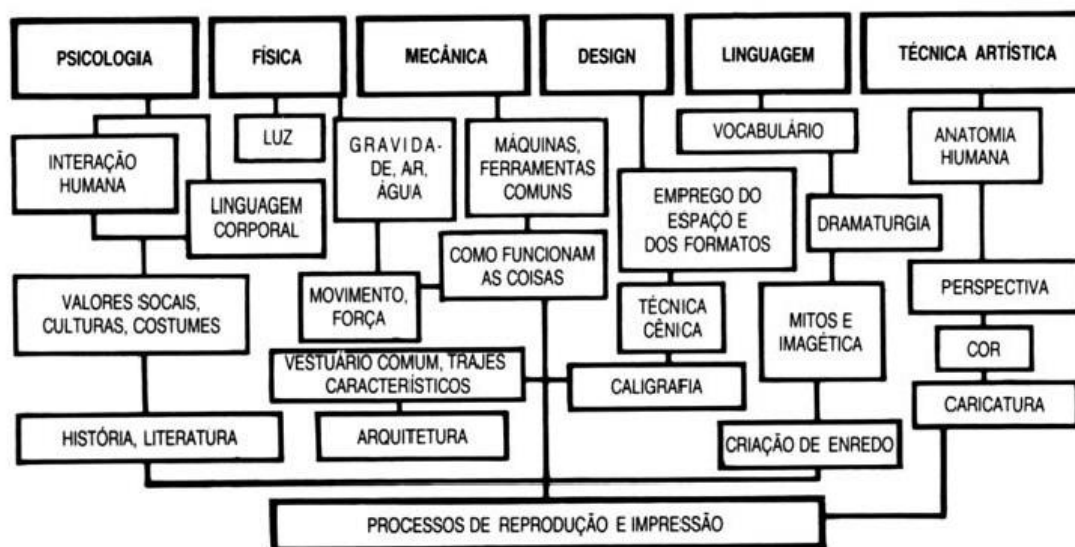 PSICOLOGIA
FÍSICA
MECÂNICA
DESIGN
LINGUAGEM
TÉCNICA ARTÍSTICA
INTERAÇÃO
HUMANA
LINGUAGEM
CORPORAL
LUZ
GRAVIDA-
DE, AR,
ÁGUA
MÁQUINAS,
FERRAMENTAS
COMUNS
EMPREGO DO
ESPAÇO E
DOS FORMATOS
VOCABULÁRIO
DRAMATURGIA
ANATOMIA
HUMANA
VALORES SOCAIS,
CULTURAS, COSTUMES
MOVIMENTO,
FORÇA
COMO FUNCIONAM
AS COISAS
TÉCNICA
CÊNICA
MITOS E
IMAGÉTICA
PERSPECTIVA
COR
VESTUÁRIO COMUM, TRAJES
CARACTERÍSTICOS
CALIGRAFIA
CARICATURA
HISTÓRIA, LITERATURA
ARQUITETURA
CRIAÇÃO DE ENREDO
PROCESSOS DE REPRODUÇÃO E IMPRESSÃO